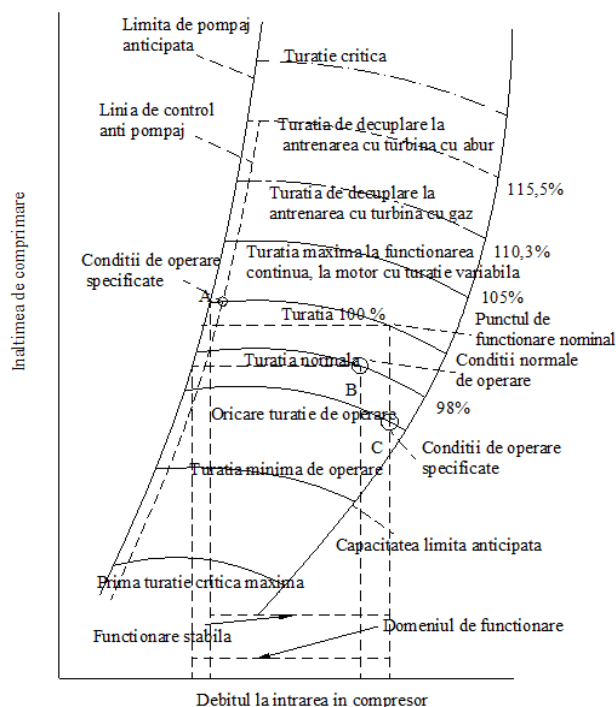 Limita de pompaj
anticipata
Turatie critica
Linia de control
anti pompaj
Turatia de decuplare la
antrenarea cu turbina cu abur
115,5%
Turatia de decuplare la
antrenarea cu turbina cu gaz
110,3%
Conditii de operare
specificate
Turatia maxima la functionarea
continua, la motor cu turatie variabila
105%
A
Turatia 100 %
Punctul de
functionare nominal
Turatia normala
Conditii normale
de operare
B
98%
Oricare turatie de operare
C
Conditii de operare
specificate
Turatia minima de operare
Capacitatea limita anticipata
Prima turatie critica maxima
Functionare stabila
Domeniul de functionare
Inaltimea de comprimare
Debitul la intrarea in compresor